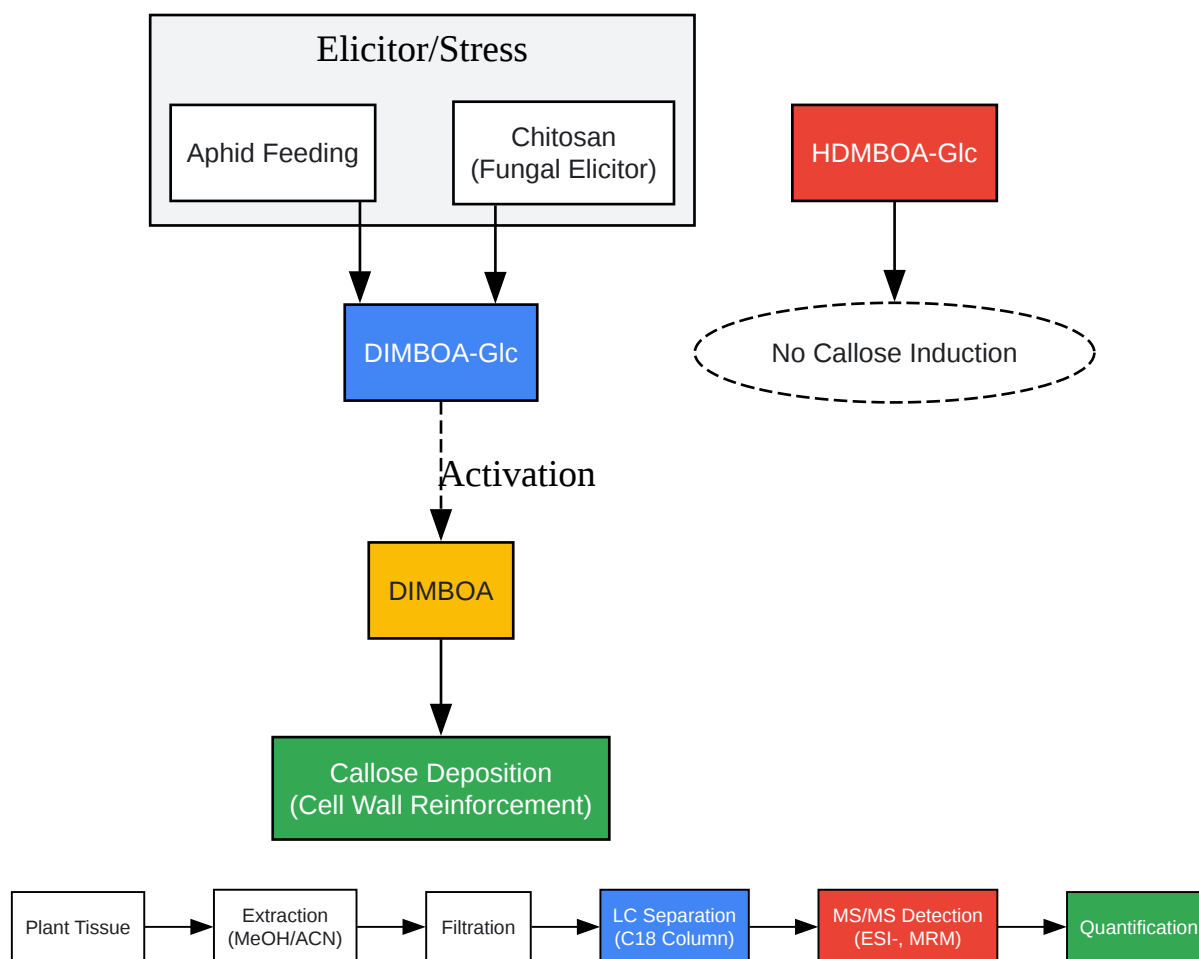 Elicitor/Stress
Aphid Feeding
Chitosan
(Fungal Elicitor)
HDMBOA-Glc
DIMBOA-Glc
No Callose Induction
Activation
DIMBOA
Callose Deposition
(Cell Wall Reinforcement)
Plant Tissue
Extraction
(MeOH/ACN)
Filtration
LC Separation
(C18 Column)
MS/MS Detection
(ESI-, MRM)
Quantification